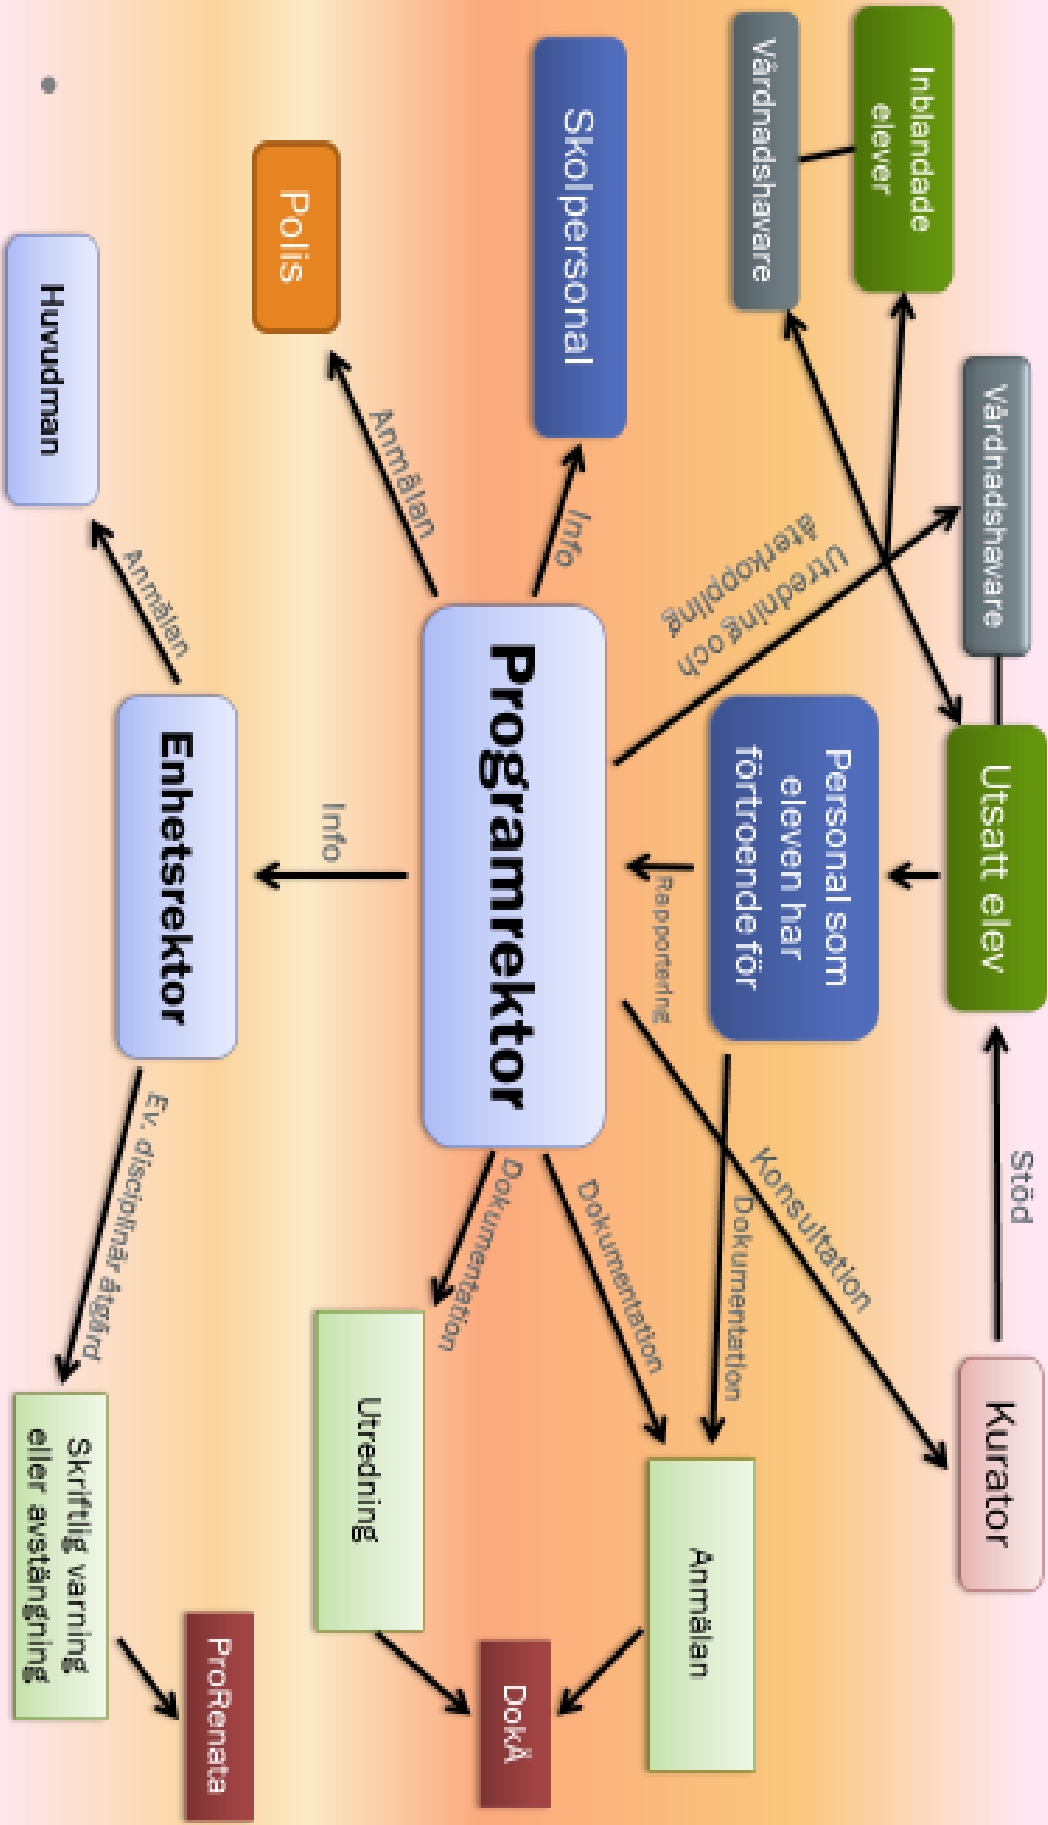 Utsatt elev
Stöd
Kurator
Vårdnadshavare
Inblandade
elever
Vårdnadshavare
Personal som
eleven har
förtroende för
Utredning och
återkoppling
Rapportering
Konsultation
Dokumentation
Anmälan
Skolpersonal
Info
Programrektor
Dokumentation
Dokumentation
DokÅ
Polis
Anmälan
Utredning
Info
Enhetsrektor
Anmälan
Huvudman
Ev. disciplinär åtgärd
Skriftlig varning
eller avstängning
ProRenata